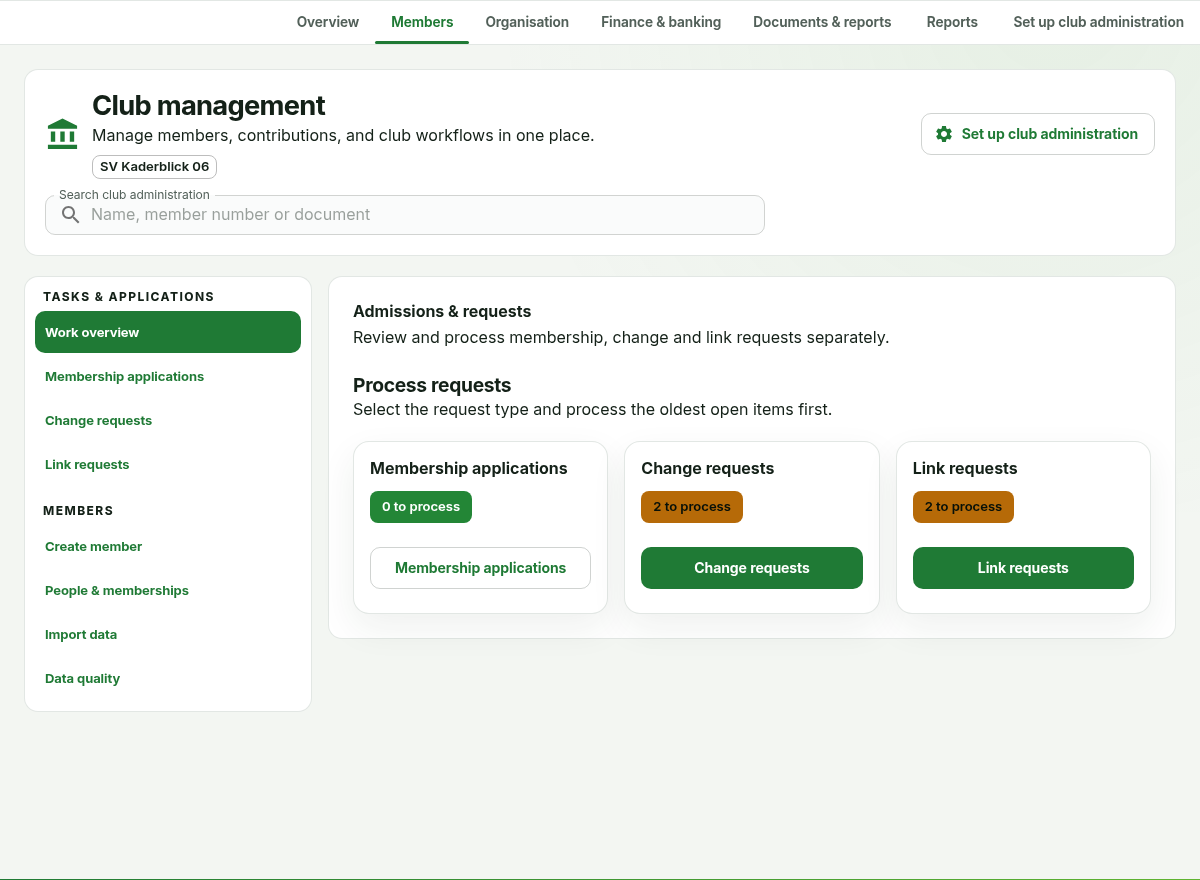 Overview Members Organisation Finance & banking Documents & reports Reports Set up club administration
Club management
Manage members, contributions, and club workflows in one place.
SV Kaderblick 06
Set up club administration
Search club administration
Name, member number or document
TASKS & APPLICATIONS
Work overview
Membership applications
Change requests
Link requests
MEMBERS
Create member
People & memberships
Import data
Data quality
Admissions & requests
Review and process membership, change and link requests separately.
Process requests
Select the request type and process the oldest open items first.
Membership applications
0 to process
Membership applications
Change requests
2 to process
Change requests
Link requests
2 to process
Link requests